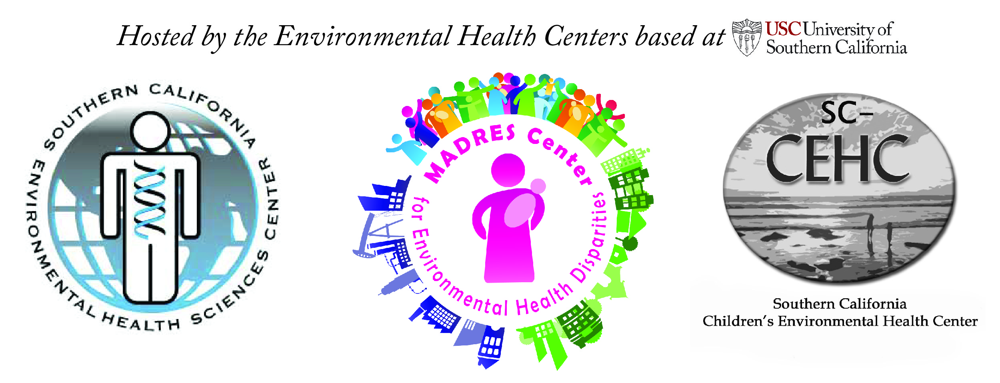 Hosted by the Environmental Health Centers based at
USC University of
Southern California
SOUTHERN CALIFORNIA
ENVIRONMENTAL HEALTH SCIENCES CENTER
MADRES Center
for Environmental Health Disparities
SC-
CEHC
Southern California
Children's Environmental Health Center